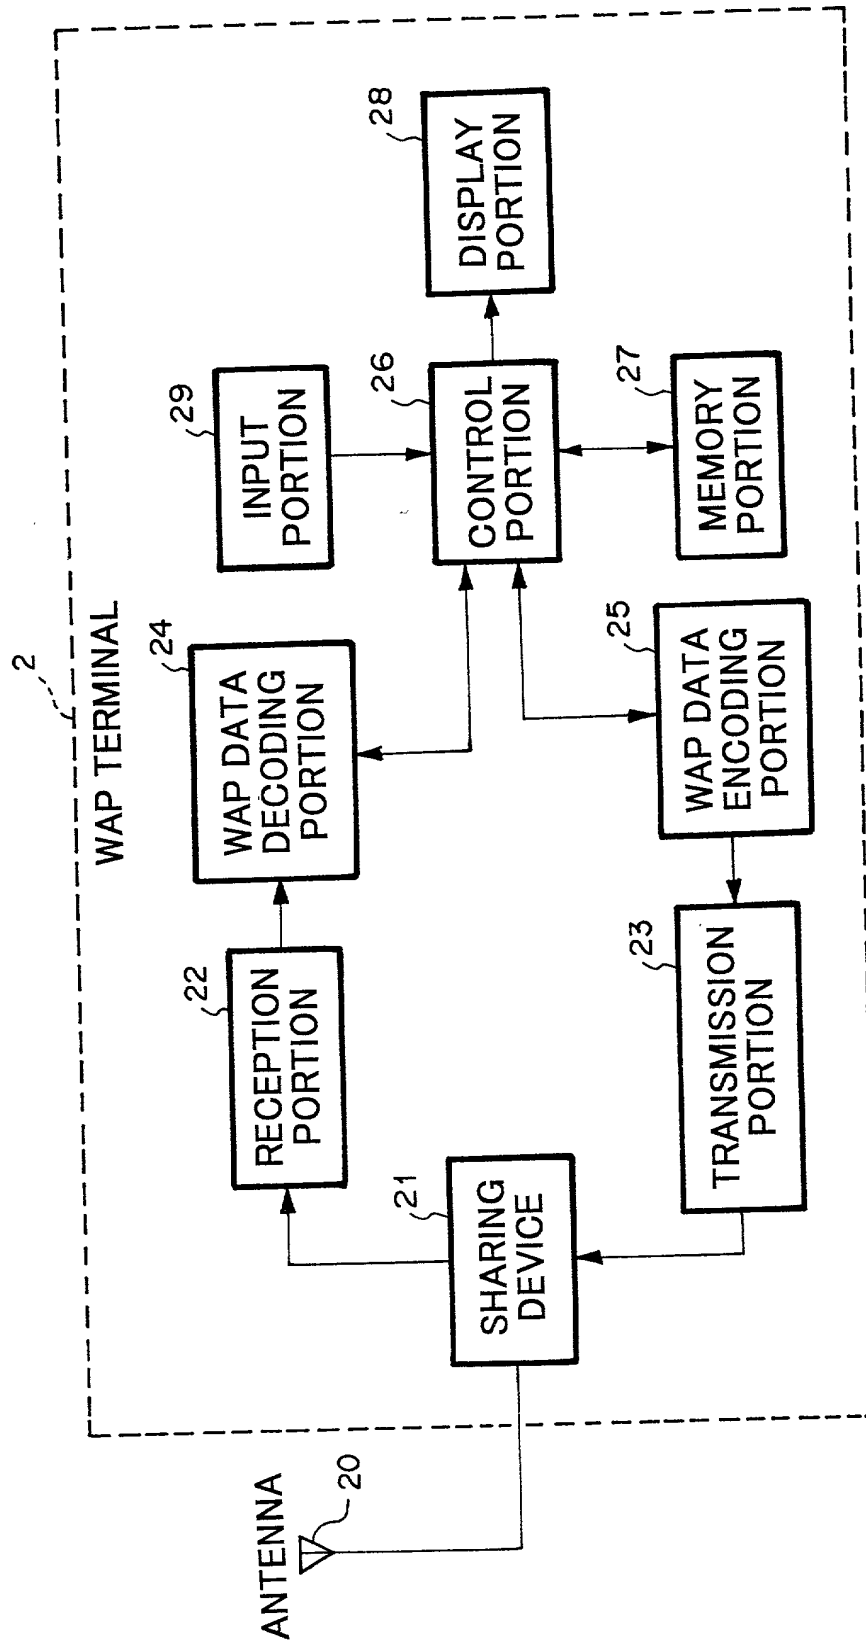 2
WAP TERMINAL
ANTENNA
20
SHARING
DEVICE
21
RECEPTION
PORTION
22
WAP DATA
DECODING
PORTION
24
INPUT
PORTION
29
CONTROL
PORTION
26
DISPLAY
PORTION
28
TRANSMISSION
PORTION
23
WAP DATA
ENCODING
PORTION
25
MEMORY
PORTION
27